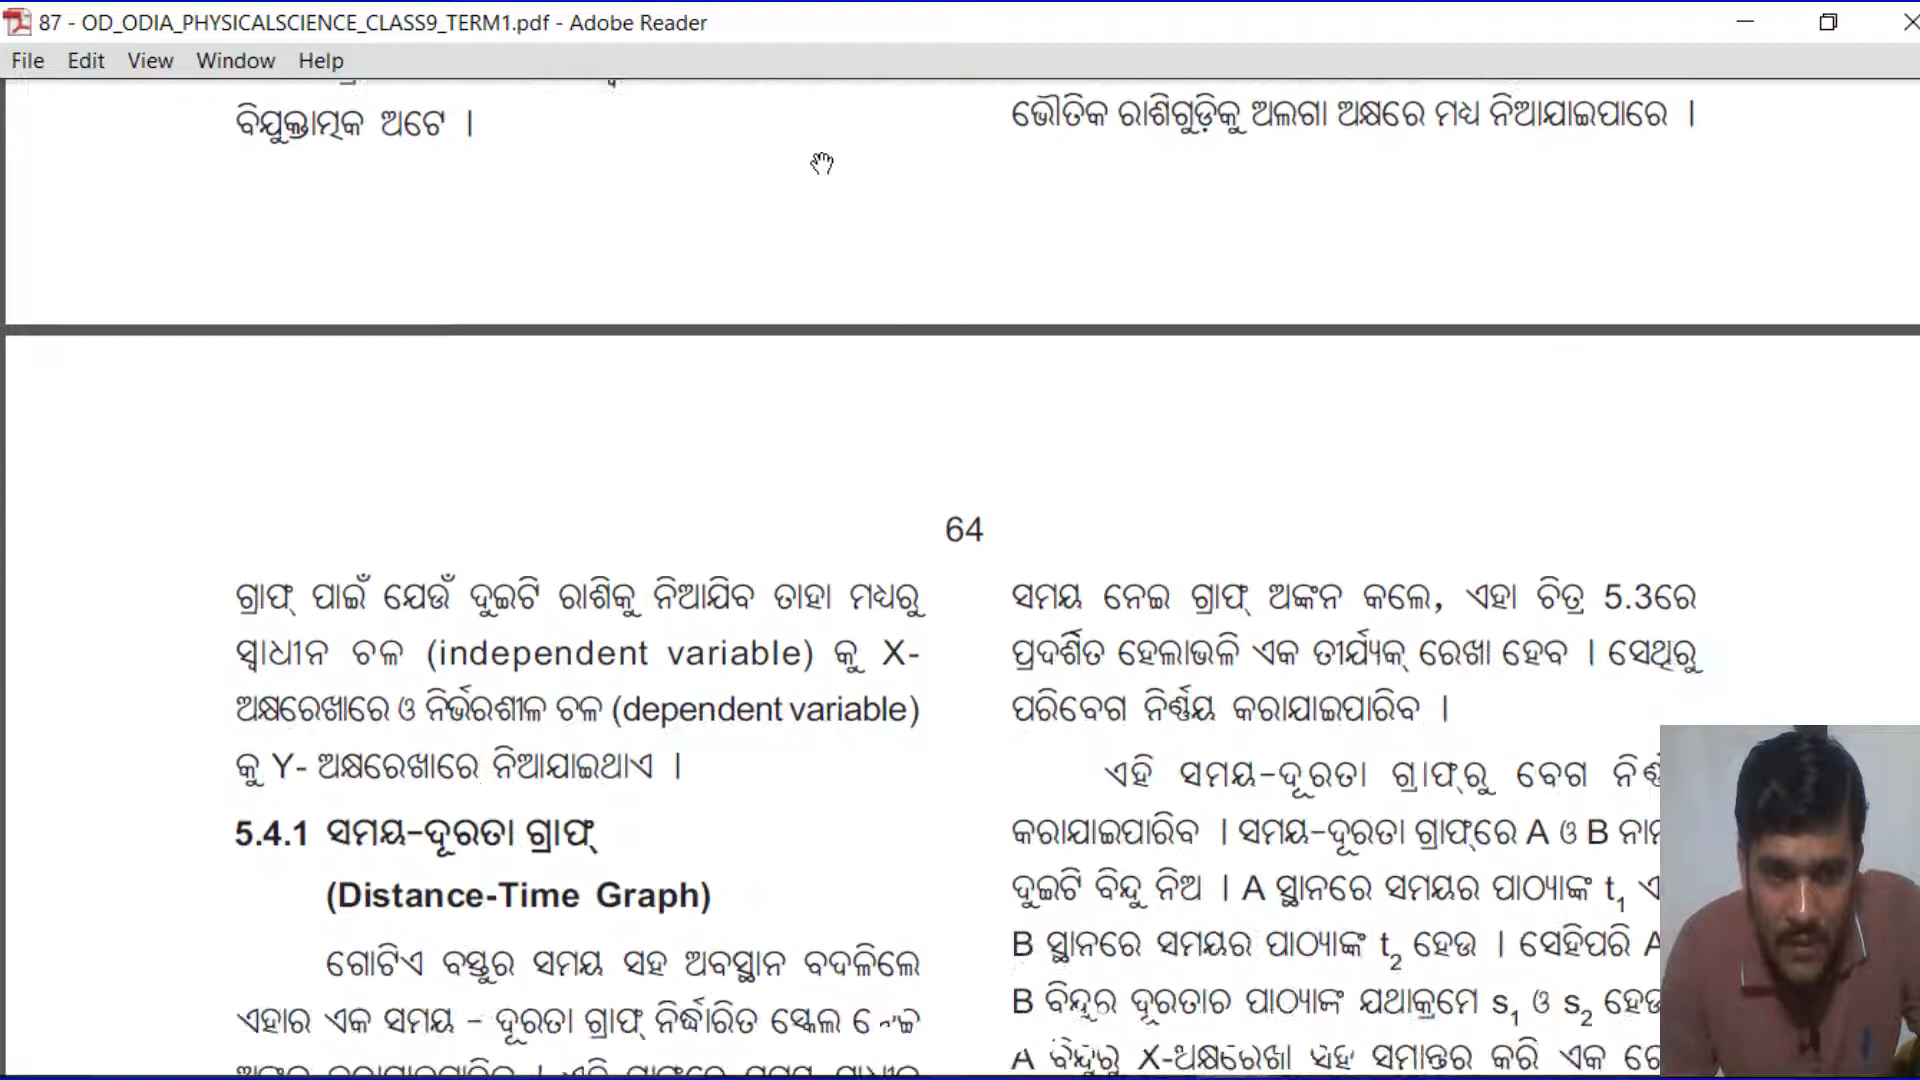 87 - OD_ODIA_PHYSICALSCIENCE_CLASS9_TERM1.pdf - Adobe Reader
File Edit View Window Help
ବିଯୁକ୍ତାତ୍ମକ ଅଟେ ।
ଭୌତିକ ରାଶିଗୁଡ଼ିକୁ ଅଲଗା ଅକ୍ଷରେ ମଧ୍ୟ ନିଆଯାଇପାରେ ।
64
ଗ୍ରାଫ୍ ପାଇଁ ଯେଉଁ ଦୁଇଟି ରାଶିକୁ ନିଆଯିବ ତାହା ମଧ୍ୟରୁ
ସ୍ୱାଧୀନ ଚଳ (independent variable) କୁ X-
ଅକ୍ଷରେଖାରେ ଓ ନିର୍ଭରଶୀଳ ଚଳ (dependent variable)
କୁ Y- ଅକ୍ଷରେଖାରେ ନିଆଯାଇଥାଏ ।
5.4.1 ସମୟ-ଦୂରତା ଗ୍ରାଫ୍
(Distance-Time Graph)
ଗୋଟିଏ ବସ୍ତୁର ସମୟ ସହ ଅବସ୍ଥାନ ବଦଳିଲେ
ଏହାର ଏକ ସମୟ – ଦୂରତା ଗ୍ରାଫ୍ ନିର୍ଦ୍ଧାରିତ ସ୍କେଲ
ସମୟ ନେଇ ଗ୍ରାଫ୍ ଅଙ୍କନ କଲେ, ଏହା ଚିତ୍ର 5.3ରେ
ପ୍ରଦର୍ଶିତ ହେଲାଭଳି ଏକ ତୀର୍ଯ୍ୟକ୍ ରେଖା ହେବ । ସେଥିରୁ
ପରିବେଗ ନିର୍ଣ୍ଣୟ କରାଯାଇପାରିବ ।
ଏହି ସମୟ-ଦୂରତା ଗ୍ରାଫ୍‌ରୁ ବେଗ
କରାଯାଇପାରିବ । ସମୟ-ଦୂରତା ଗ୍ରାଫ୍‌ରେ A ଓ B
ଦୁଇଟି ବିନ୍ଦୁ ନିଅ । A ସ୍ଥାନରେ ସମୟର ପାଠ୍ୟାଙ୍କ t₁
B ସ୍ଥାନରେ ସମୟର ପାଠ୍ୟାଙ୍କ t₂ ହେଉ । ସେହିପରି A
B ବିନ୍ଦୁର ଦୂରତାର ପାଠ୍ୟାଙ୍କ ଯଥାକ୍ରମେ s₁ ଓ s₂ ହେଉ
A ବିନ୍ଦୁରୁ X-ଅକ୍ଷରେଖା ସହ ସମାନ୍ତର କରି ଏକ